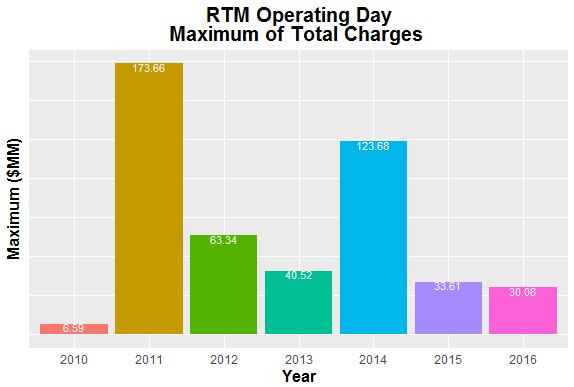 RTM Operating Day
Maximum of Total Charges
Maximum ($MM)
173.66
123.68
63.34
40.52
33.61
30.08
6.59
2010 2011 2012 2013 2014 2015 2016
Year